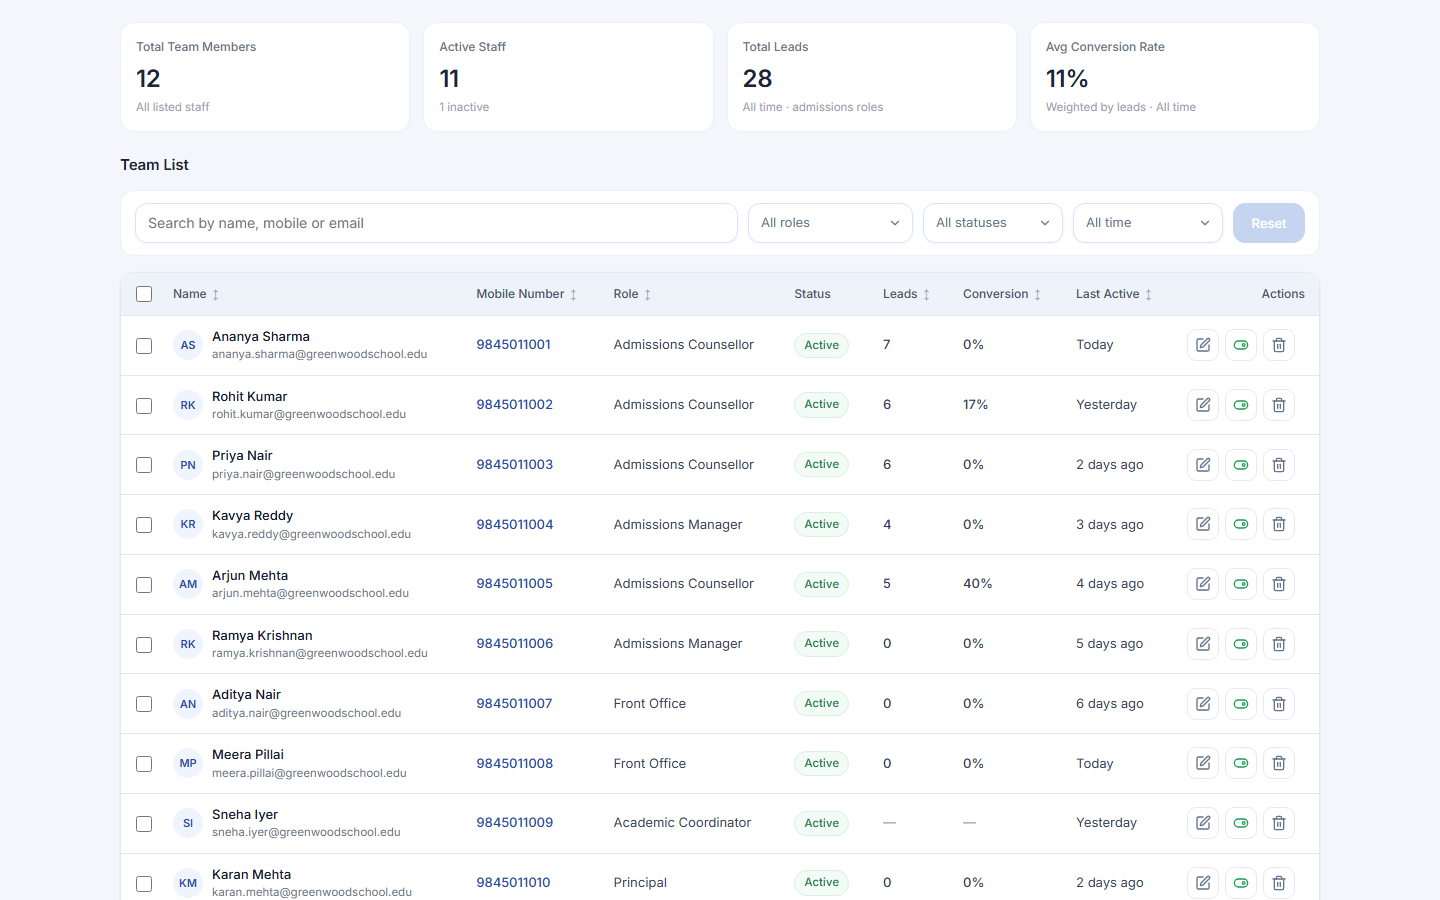 Total Team Members
12
All listed staff
Active Staff
11
1 inactive
Total Leads
28
All time · admissions roles
Avg Conversion Rate
11%
Weighted by leads · All time
Team List
Search by name, mobile or email
All roles
All statuses
All time
Reset
Name Mobile Number Role Status Leads Conversion Last Active Actions
AS Ananya Sharma 9845011001 Admissions Counsellor Active 7 0% Today
ananya.sharma@greenwoodschool.edu
RK Rohit Kumar 9845011002 Admissions Counsellor Active 6 17% Yesterday
rohit.kumar@greenwoodschool.edu
PN Priya Nair 9845011003 Admissions Counsellor Active 6 0% 2 days ago
priya.nair@greenwoodschool.edu
KR Kavya Reddy 9845011004 Admissions Manager Active 4 0% 3 days ago
kavya.reddy@greenwoodschool.edu
AM Arjun Mehta 9845011005 Admissions Counsellor Active 5 40% 4 days ago
arjun.mehta@greenwoodschool.edu
RK Ramya Krishnan 9845011006 Admissions Manager Active 0 0% 5 days ago
ramya.krishnan@greenwoodschool.edu
AN Aditya Nair 9845011007 Front Office Active 0 0% 6 days ago
aditya.nair@greenwoodschool.edu
MP Meera Pillai 9845011008 Front Office Active 0 0% Today
meera.pillai@greenwoodschool.edu
SI Sneha Iyer 9845011009 Academic Coordinator Active — — Yesterday
sneha.iyer@greenwoodschool.edu
KM Karan Mehta 9845011010 Principal Active 0 0% 2 days ago
karan.mehta@greenwoodschool.edu